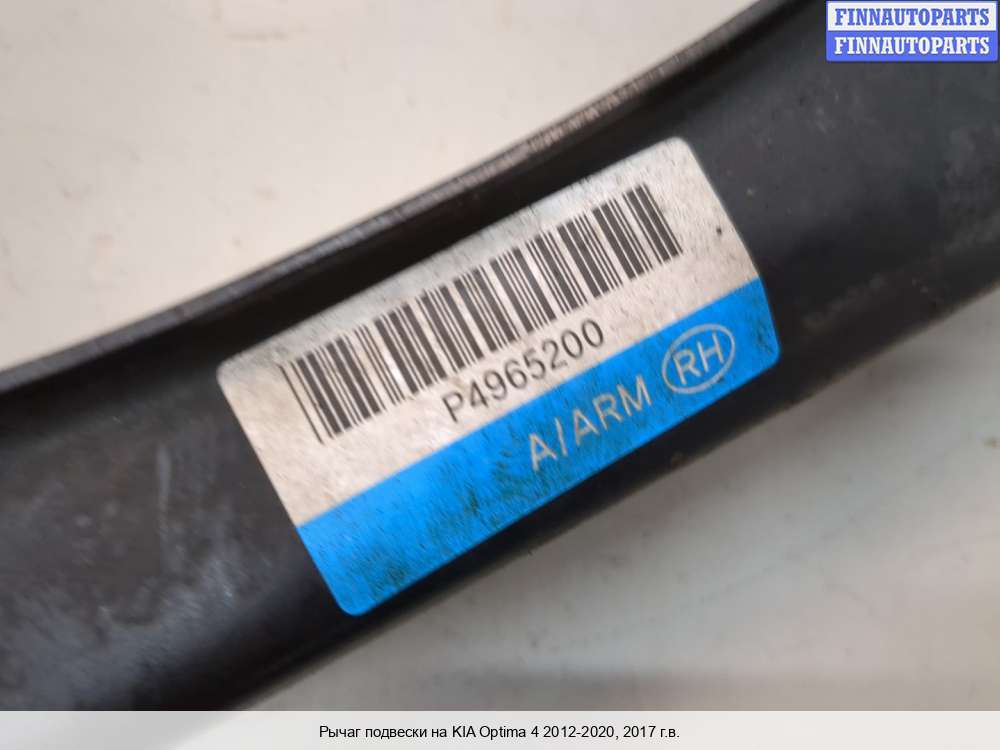 FINNAUTOPARTS
FINNAUTOPARTS
P4965200
A/ARM RH
Рычаг подвески на KIA Optima 4 2012-2020, 2017 г.в.